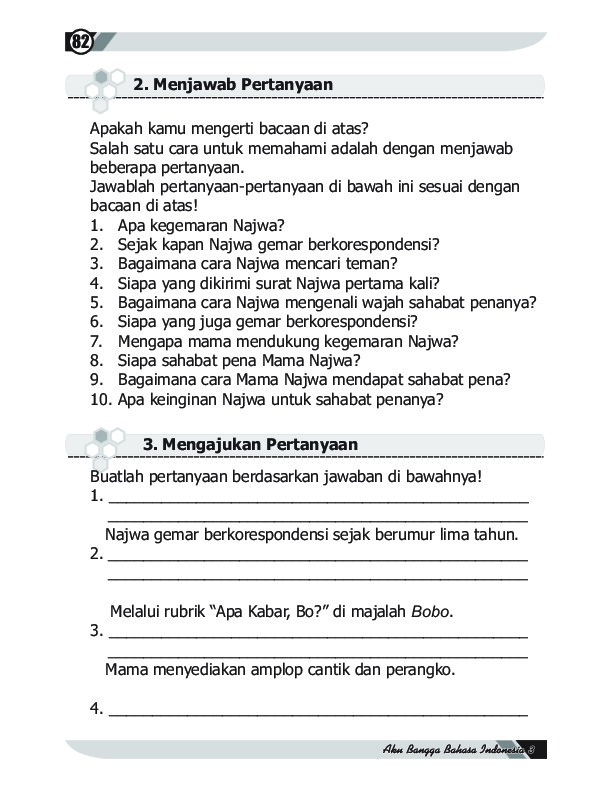 82
2. Menjawab Pertanyaan
Apakah kamu mengerti bacaan di atas?
Salah satu cara untuk memahami adalah dengan menjawab
beberapa pertanyaan.
Jawablah pertanyaan-pertanyaan di bawah ini sesuai dengan
bacaan di atas!
1. Apa kegemaran Najwa?
2. Sejak kapan Najwa gemar berkorespondensi?
3. Bagaimana cara Najwa mencari teman?
4. Siapa yang dikirimi surat Najwa pertama kali?
5. Bagaimana cara Najwa mengenali wajah sahabat penanya?
6. Siapa yang juga gemar berkorespondensi?
7. Mengapa mama mendukung kegemaran Najwa?
8. Siapa sahabat pena Mama Najwa?
9. Bagaimana cara Mama Najwa mendapat sahabat pena?
10. Apa keinginan Najwa untuk sahabat penanya?
3. Mengajukan Pertanyaan
Buatlah pertanyaan berdasarkan jawaban di bawahnya!
1. ________________________________________________
________________________________________________
Najwa gemar berkorespondensi sejak berumur lima tahun.
2. ________________________________________________
________________________________________________
Melalui rubrik “Apa Kabar, Bo?” di majalah Bobo.
3. ________________________________________________
________________________________________________
Mama menyediakan amplop cantik dan perangko.
4. ________________________________________________
Aku Bangga Bahasa Indonesia 3